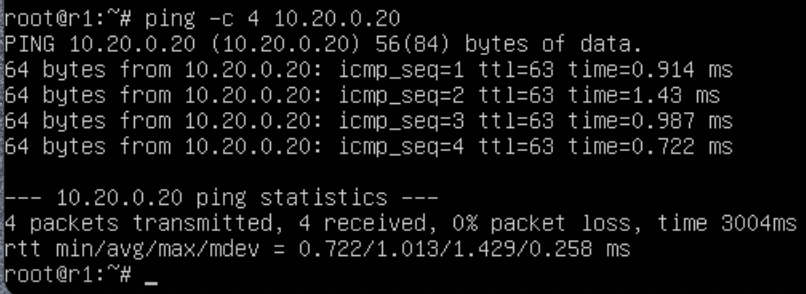 root@r1:~# ping -c 4 10.20.0.20
PING 10.20.0.20 (10.20.0.20) 56(84) bytes of data.
64 bytes from 10.20.0.20: icmp_seq=1 ttl=63 time=0.914 ms
64 bytes from 10.20.0.20: icmp_seq=2 ttl=63 time=1.43 ms
64 bytes from 10.20.0.20: icmp_seq=3 ttl=63 time=0.987 ms
64 bytes from 10.20.0.20: icmp_seq=4 ttl=63 time=0.722 ms

--- 10.20.0.20 ping statistics ---
4 packets transmitted, 4 received, 0% packet loss, time 3004ms
rtt min/avg/max/mdev = 0.722/1.013/1.429/0.258 ms
root@r1:~# _